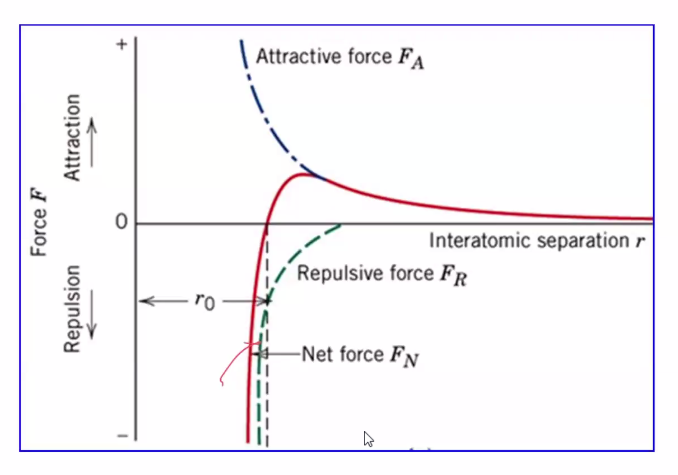 +
Attractive force F_A
Attraction
Force F
0
Interatomic separation r
Repulsive force F_R
r_0
Repulsion
Net force F_N
−